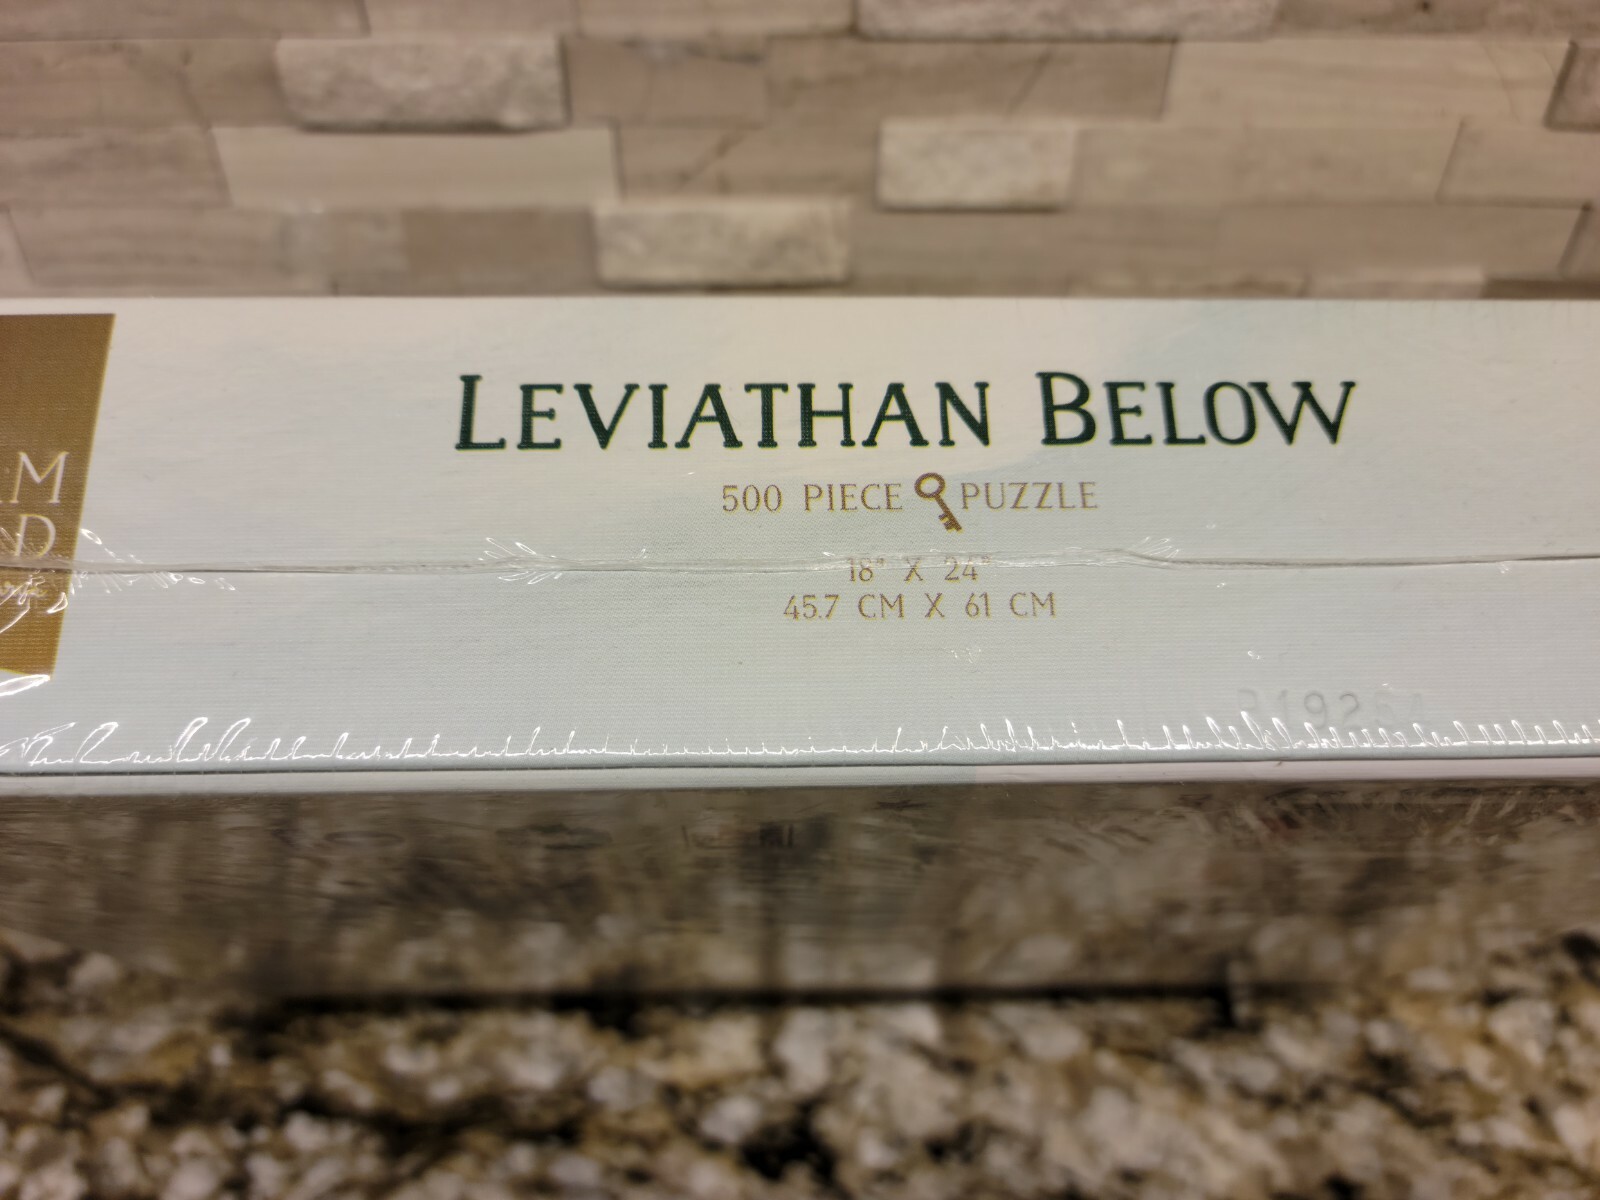 LEVIATHAN BELOW
500 PIECE PUZZLE
18" X 24"
45.7 CM X 61 CM